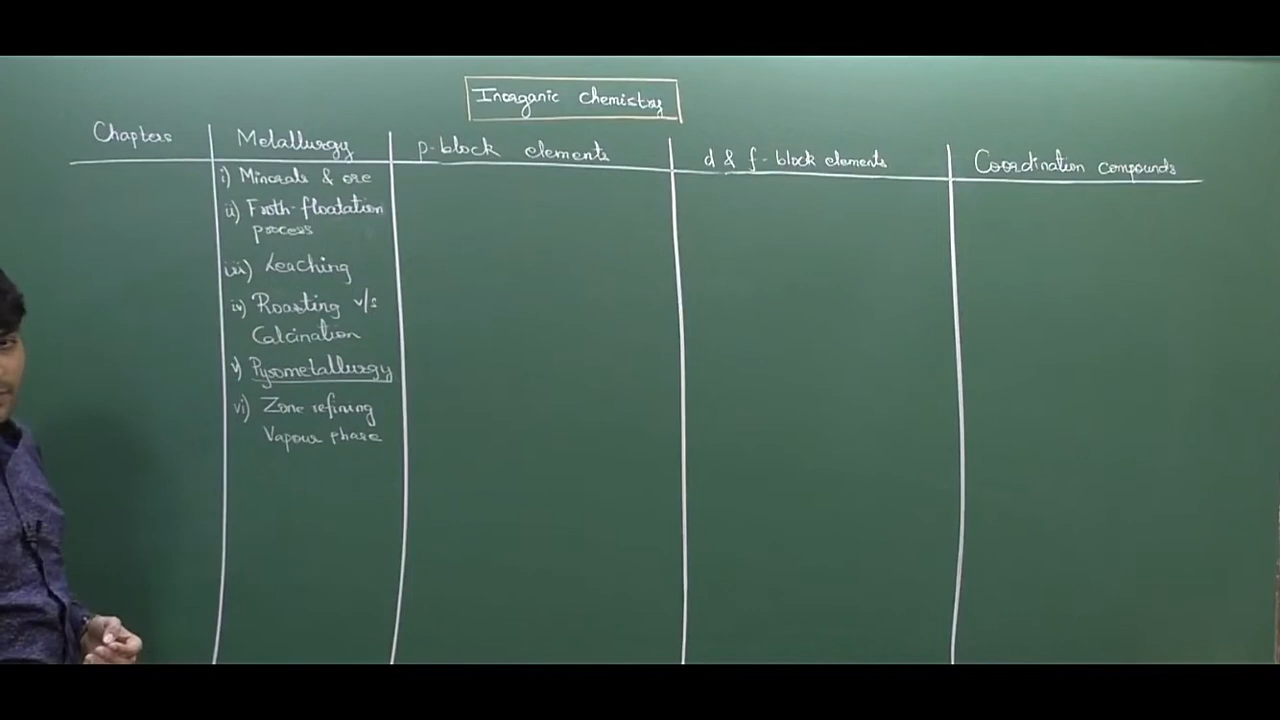 Inorganic Chemistry
Chapters
Metallurgy
p-block elements
d & f-block elements
Coordination compounds
i) Minerals & ore
ii) Froth-floatation
process
iii) Leaching
iv) Roasting v/s
Calcination
v) Pyrometallurgy
vi) Zone refining
Vapour phase